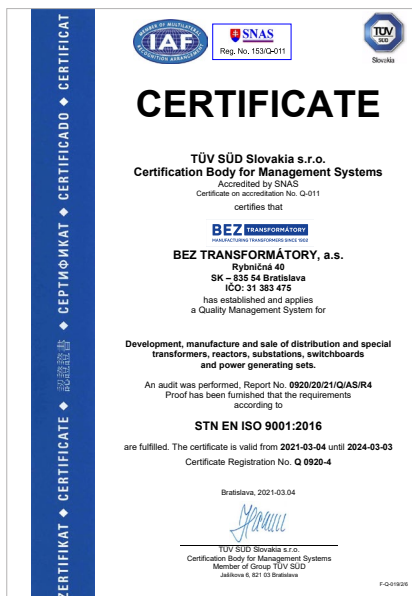 MEMBER OF MULTILATERAL
IAF
RECOGNITION ARRANGEMENT
SNAS
Reg. No. 153/Q-011
TÜV
SÜD
Slovakia
CERTIFICATE
TÜV SÜD Slovakia s.r.o.
Certification Body for Management Systems
Accredited by SNAS
Certificate on accreditation No. Q-011
certifies that
BEZ TRANSFORMÁTORY
MANUFACTURING TRANSFORMERS SINCE 1902
BEZ TRANSFORMÁTORY, a.s.
Rybničná 40
SK – 835 54 Bratislava
IČO: 31 383 475
has established and applies
a Quality Management System for
Development, manufacture and sale of distribution and special
transformers, reactors, substations, switchboards
and power generating sets.
An audit was performed, Report No. 0920/20/21/Q/AS/R4
Proof has been furnished that the requirements
according to
STN EN ISO 9001:2016
are fulfilled. The certificate is valid from 2021-03-04 until 2024-03-03
Certificate Registration No. Q 0920-4
Bratislava, 2021-03.04
TÜV SÜD Slovakia s.r.o.
Certification Body for Management Systems
Member of Group TÜV SÜD
Jašíkova 6, 821 03 Bratislava
F-Q-019/2/6
ZERTIFIKAT ◆ CERTIFICATE ◆ 認證證書 ◆ СЕРТИФИКАТ ◆ CERTIFICADO ◆ CERTIFICAT